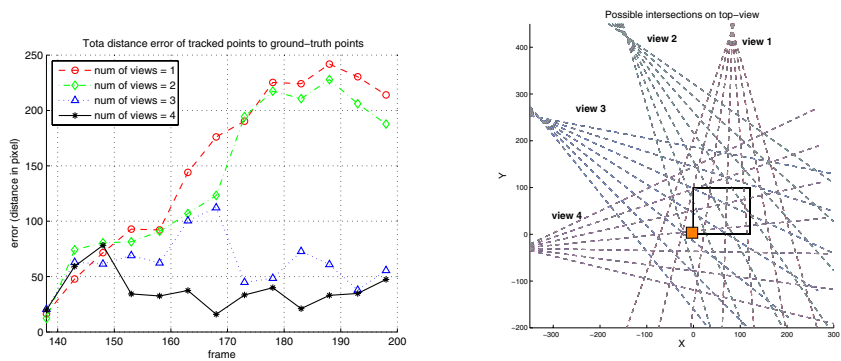 Tota distance error of tracked points to ground-truth points
250
200
150
100
50
0
140
150
160
170
180
190
200
error (distance in pixel)
frame
num of views = 1
num of views = 2
num of views = 3
num of views = 4
Possible intersections on top-view
400
300
200
100
0
-100
-200
-300
-200
-100
0
100
200
300
Y
X
view 1
view 2
view 3
view 4